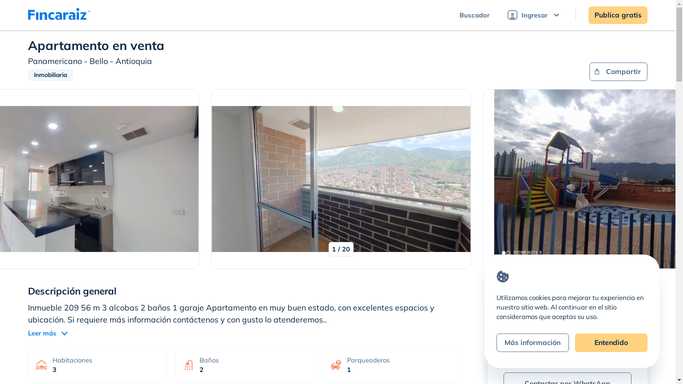 Fincaraiz
Buscador
Ingresar
Publica gratis
Apartamento en venta
Panamericano - Bello - Antioquia
Inmobiliaria
Compartir
1 / 20
Descripción general
Inmueble 209 56 m 3 alcobas 2 baños 1 garaje Apartamento en muy buen estado, con excelentes espacios y
ubicación. Si requiere más información contáctenos y con gusto lo atenderemos..
Leer más
Habitaciones
3
Baños
2
Parqueaderos
1
Utilizamos cookies para mejorar tu experiencia en
nuestro sitio web. Al continuar en el sitio
consideramos que aceptas su uso.
Más información
Entendido
Contactar por WhatsApp